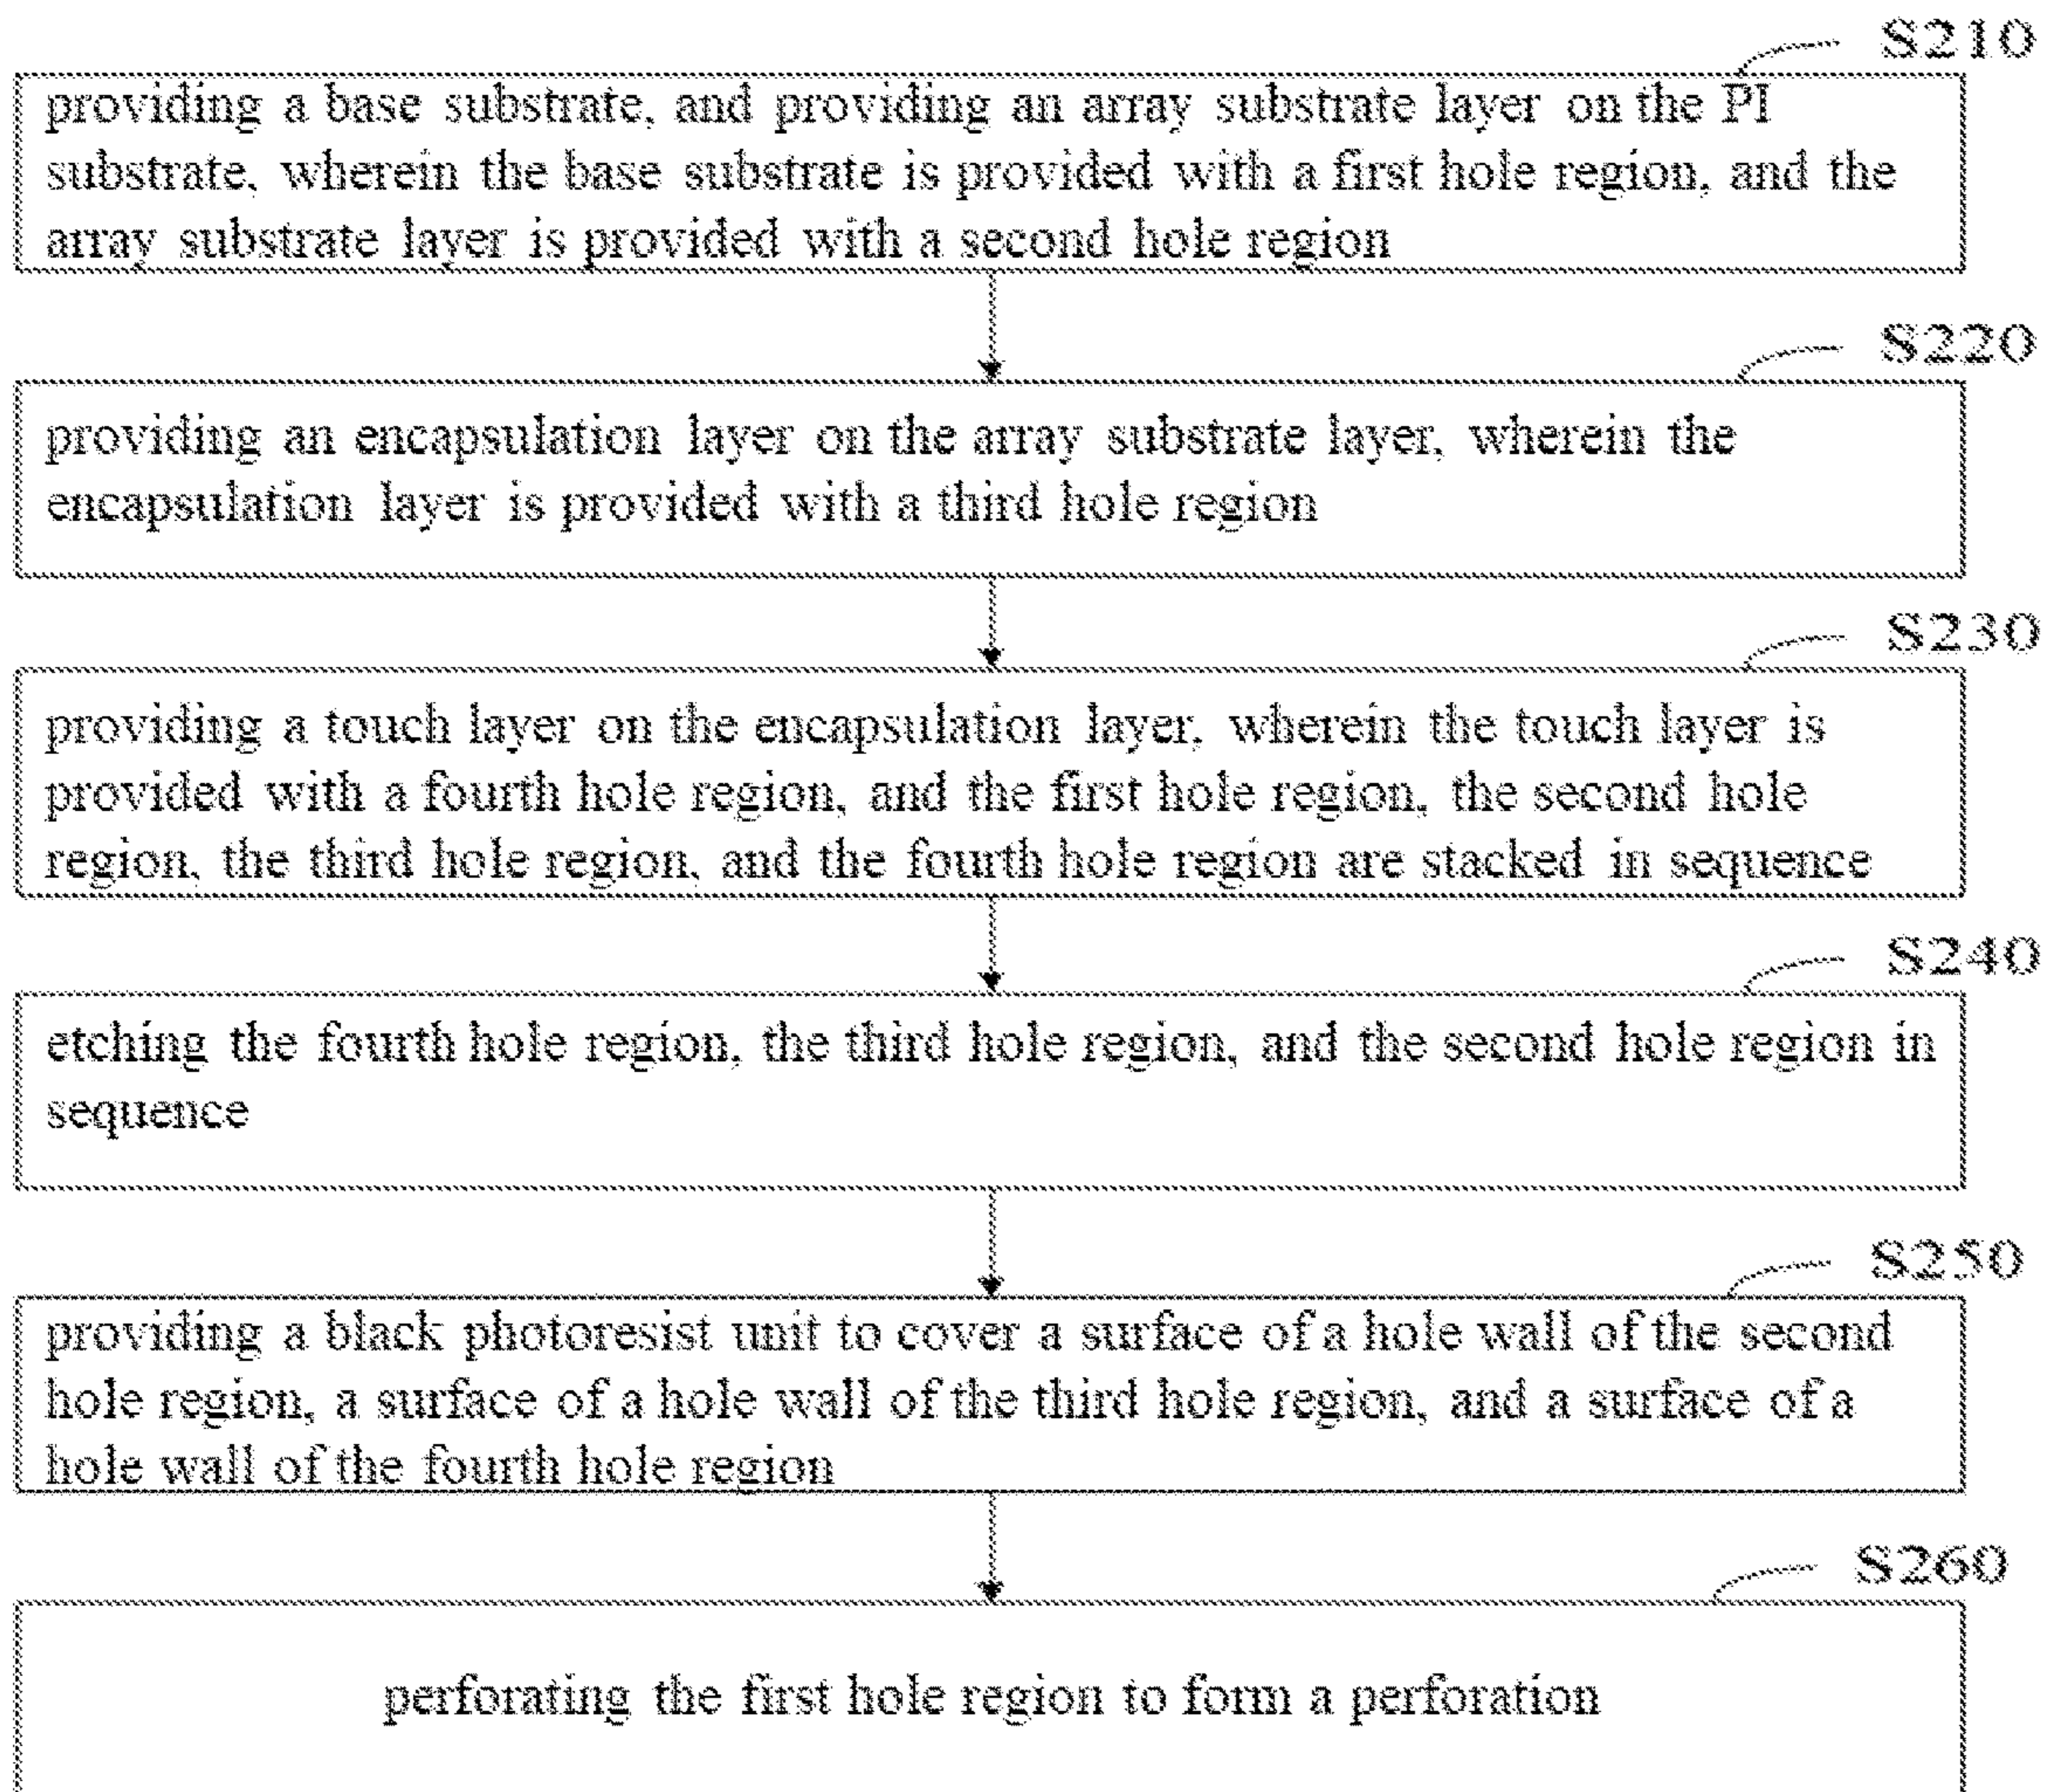 S210
providing a base substrate, and providing an array substrate layer on the PI
substrate, wherein the base substrate is provided with a first hole region, and the
array substrate layer is provided with a second hole region
S220
providing an encapsulation layer on the array substrate layer, wherein the
encapsulation layer is provided with a third hole region
S230
providing a touch layer on the encapsulation layer, wherein the touch layer is
provided with a fourth hole region, and the first hole region, the second hole
region, the third hole region, and the fourth hole region are stacked in sequence
S240
etching the fourth hole region, the third hole region, and the second hole region in
sequence
S250
providing a black photoresist unit to cover a surface of a hole wall of the second
hole region, a surface of a hole wall of the third hole region, and a surface of a
hole wall of the fourth hole region
S260
perforating the first hole region to form a perforation